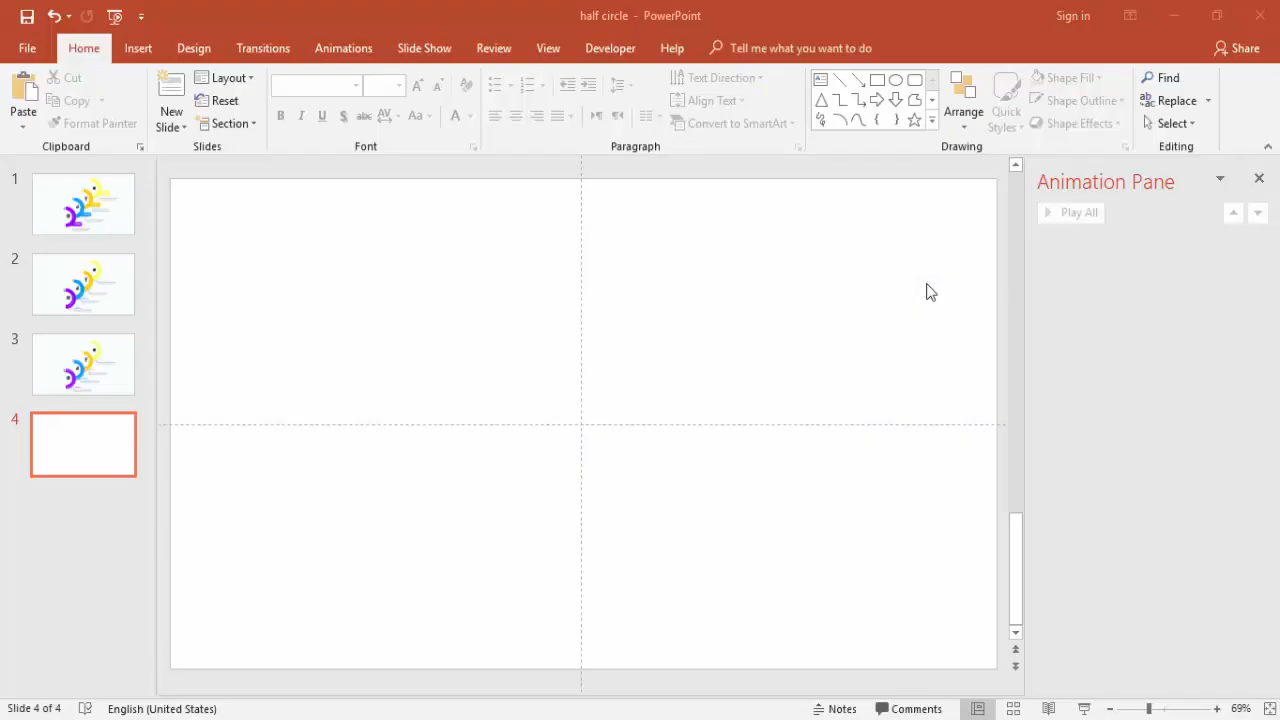 half circle - PowerPoint
Sign in
File Home Insert Design Transitions Animations Slide Show Review View Developer Help Tell me what you want to do Share
Paste
Cut
Copy
Format Painter
Clipboard
New Slide
Layout
Reset
Section
Slides
B I U S abc AV Aa A
Font
Text Direction
Align Text
Convert to SmartArt
Paragraph
Arrange
Quick Styles
Shape Fill
Shape Outline
Shape Effects
Drawing
Find
Replace
Select
Editing
1
2
3
4
Animation Pane
Play All
Slide 4 of 4 English (United States) Notes Comments 69%